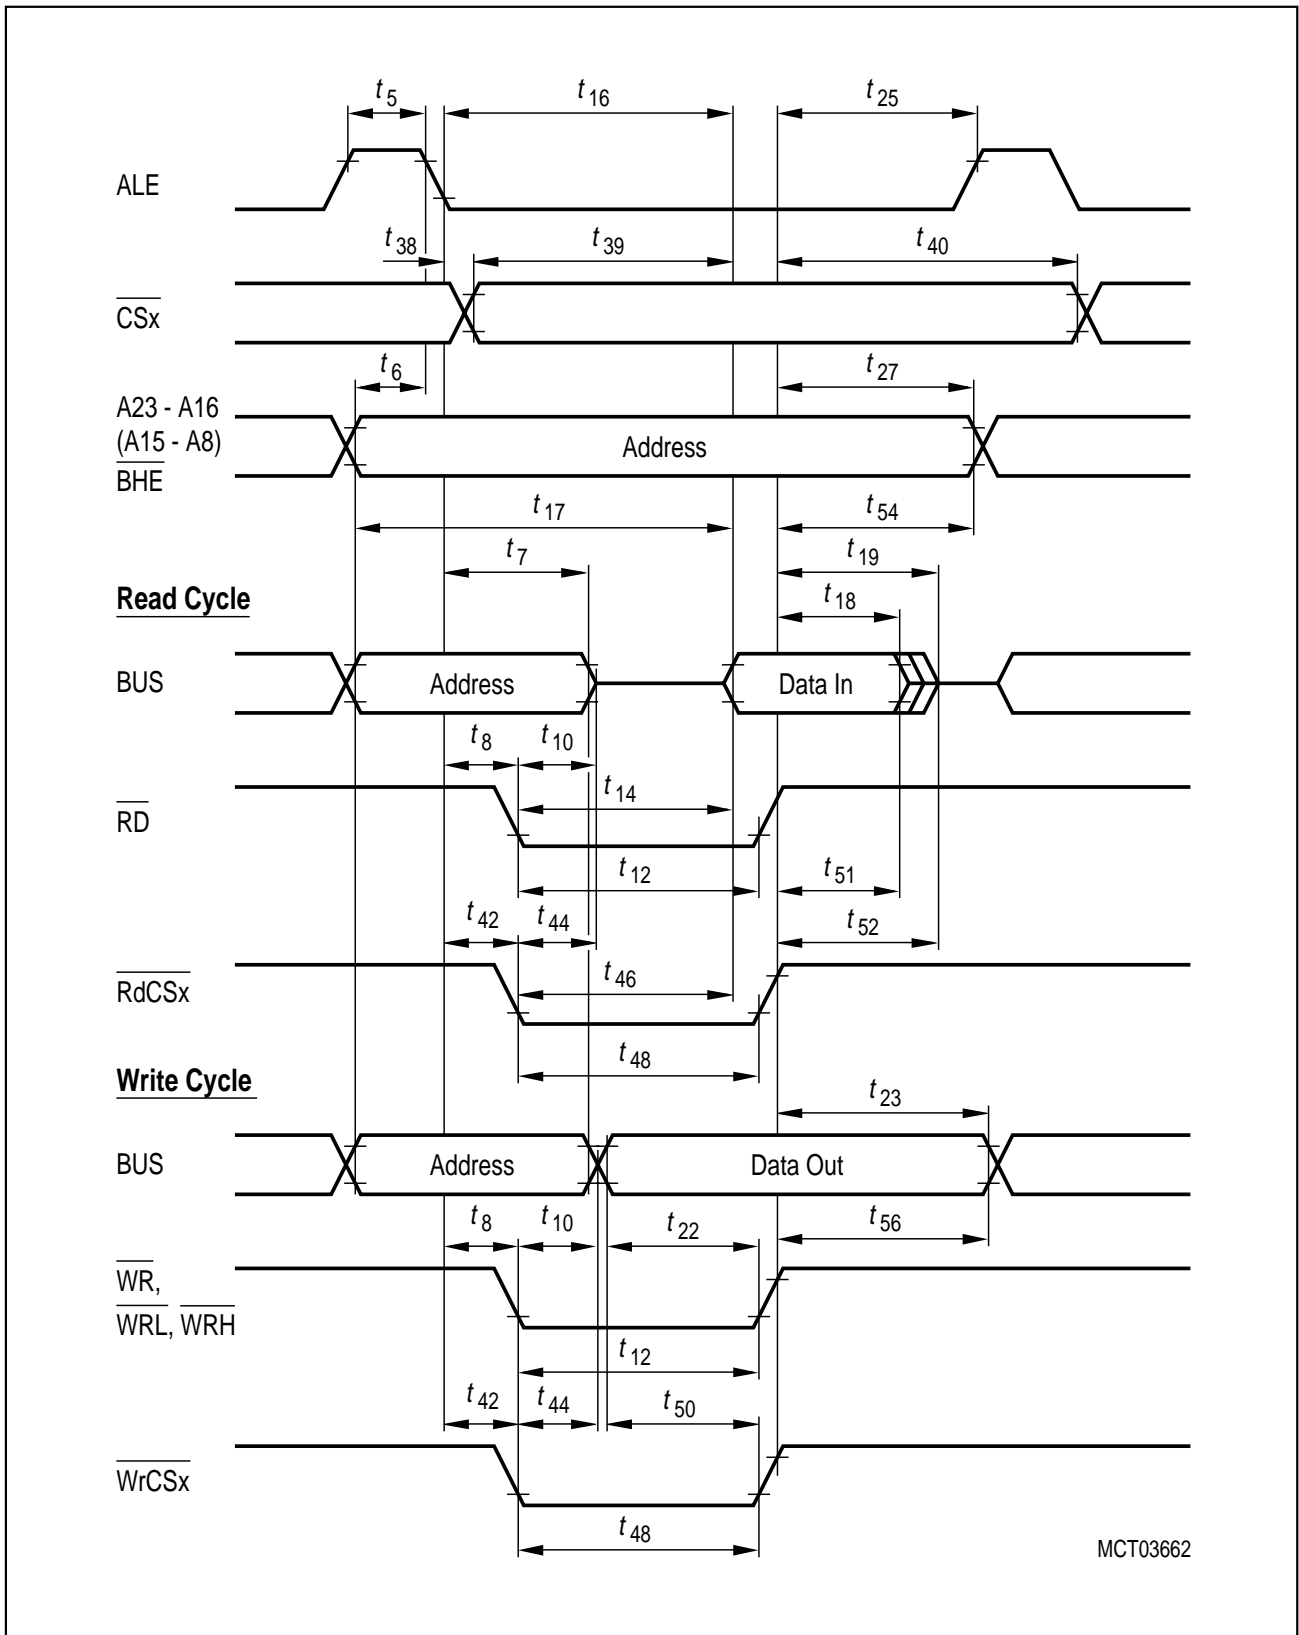 t5 t16 t25
ALE
t38 t39 t40
CSx
t6 t27
A23 - A16
(A15 - A8)
BHE
Address
t17 t54
t7 t19
Read Cycle
t18
BUS Address Data In
t8 t10
t14
RD
t12 t51
t42 t44 t52
RdCSx
t46
t48
Write Cycle
t23
BUS Address Data Out
t8 t10 t22 t56
WR,
WRL, WRH
t12
t42 t44 t50
WrCSx
t48
MCT03662